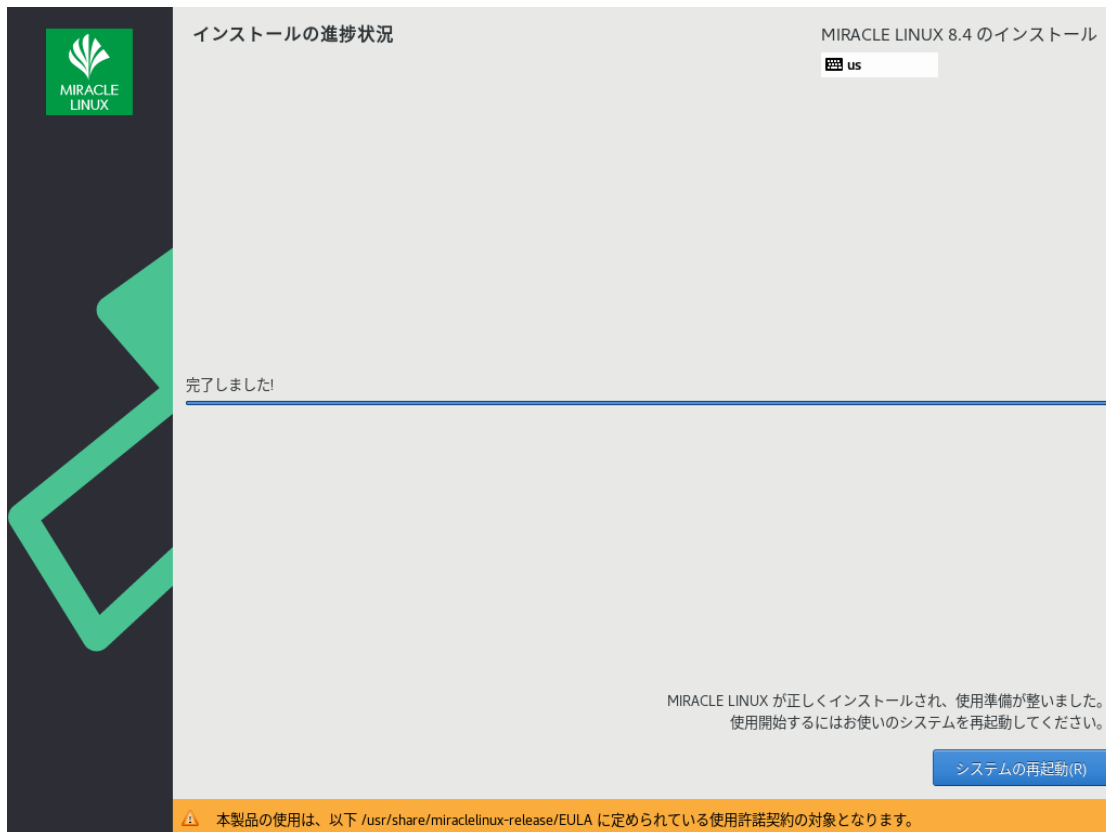 MIRACLE
LINUX
インストールの進捗状況
MIRACLE LINUX 8.4 のインストール
us
完了しました!
MIRACLE LINUX が正しくインストールされ、使用準備が整いました。
使用開始するにはお使いのシステムを再起動してください。
システムの再起動(R)
本製品の使用は、以下 /usr/share/miraclelinux-release/EULA に定められている使用許諾契約の対象となります。